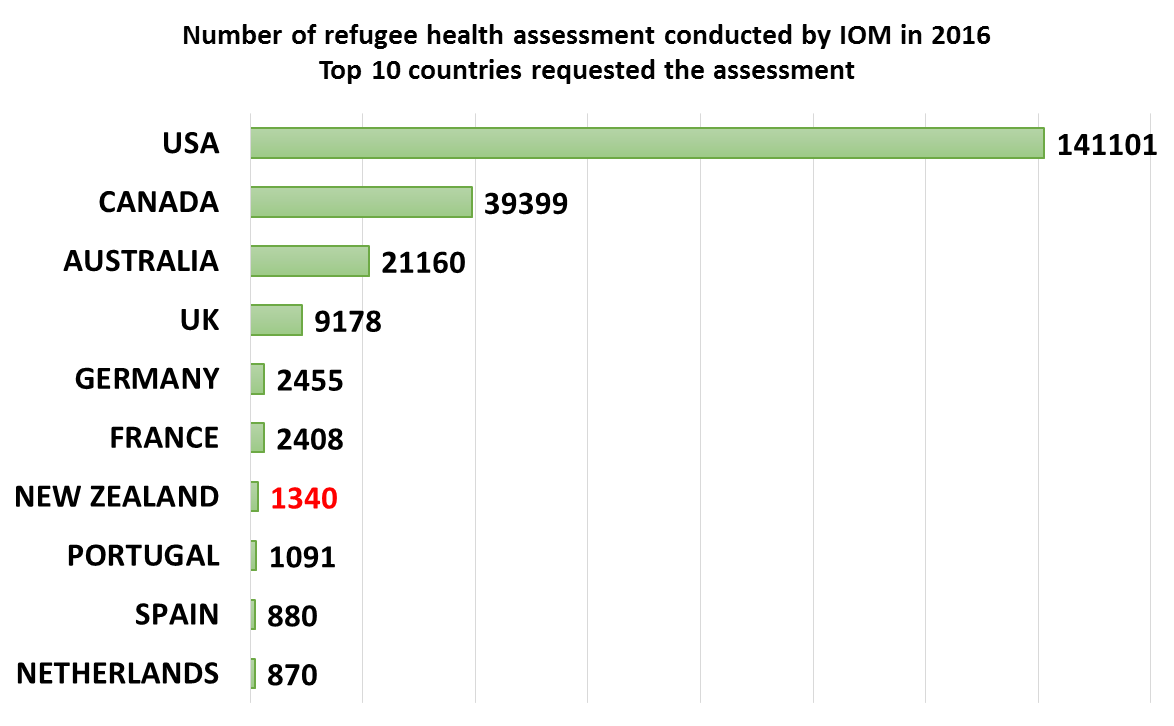 Number of refugee health assessment conducted by IOM in 2016
Top 10 countries requested the assessment
USA 141101
CANADA 39399
AUSTRALIA 21160
UK 9178
GERMANY 2455
FRANCE 2408
NEW ZEALAND 1340
PORTUGAL 1091
SPAIN 880
NETHERLANDS 870